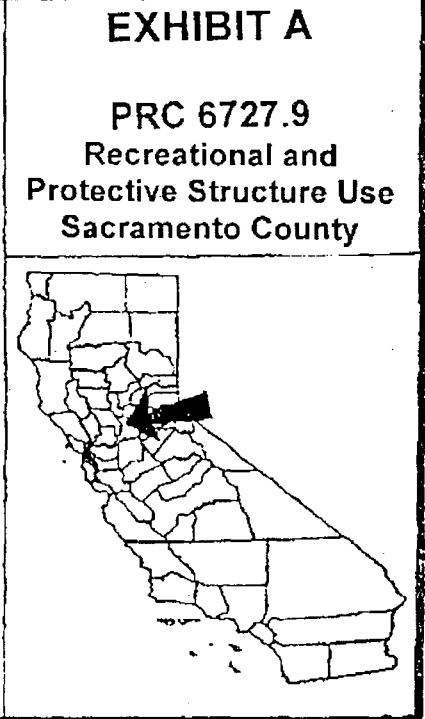 EXHIBIT A
PRC 6727.9
Recreational and
Protective Structure Use
Sacramento County